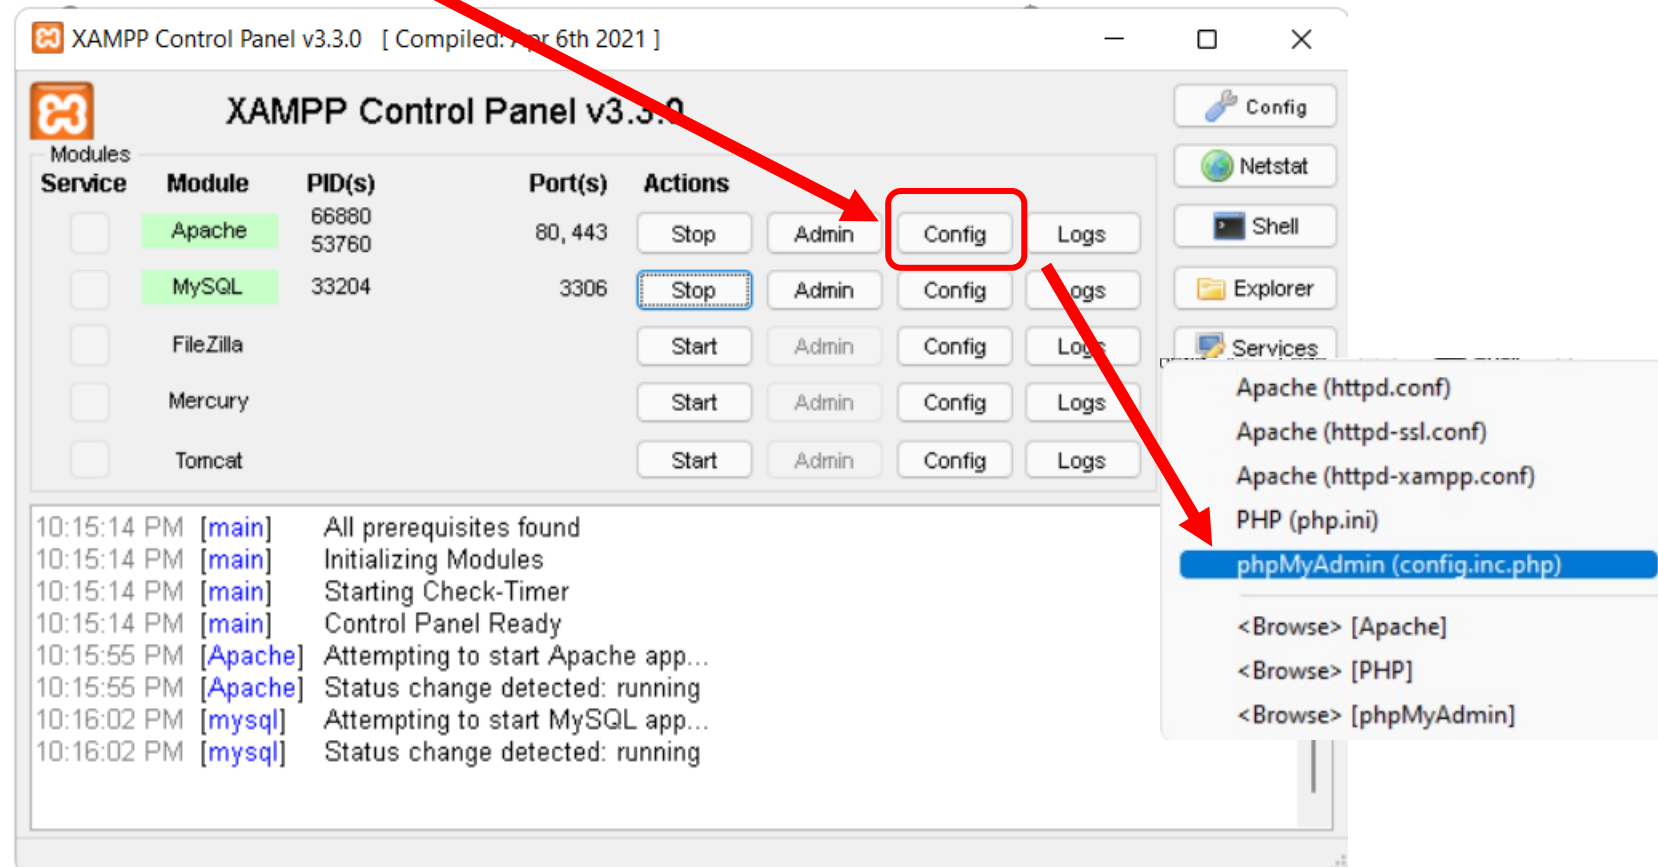 XAMPP Control Panel v3.3.0 [ Compiled: Apr 6th 2021 ]
XAMPP Control Panel v3.3.0
Config
Modules
Netstat
Service Module PID(s) Port(s) Actions
Apache 66880 53760 80, 443 Stop Admin Config Logs
Shell
MySQL 33204 3306 Stop Admin Config Logs
Explorer
FileZilla Start Admin Config Logs
Services
Mercury Start Admin Config Logs
Tomcat Start Admin Config Logs
Apache (httpd.conf)
Apache (httpd-ssl.conf)
Apache (httpd-xampp.conf)
PHP (php.ini)
phpMyAdmin (config.inc.php)
<Browse> [Apache]
<Browse> [PHP]
<Browse> [phpMyAdmin]
10:15:14 PM [main] All prerequisites found
10:15:14 PM [main] Initializing Modules
10:15:14 PM [main] Starting Check-Timer
10:15:14 PM [main] Control Panel Ready
10:15:55 PM [Apache] Attempting to start Apache app...
10:15:55 PM [Apache] Status change detected: running
10:16:02 PM [mysql] Attempting to start MySQL app...
10:16:02 PM [mysql] Status change detected: running